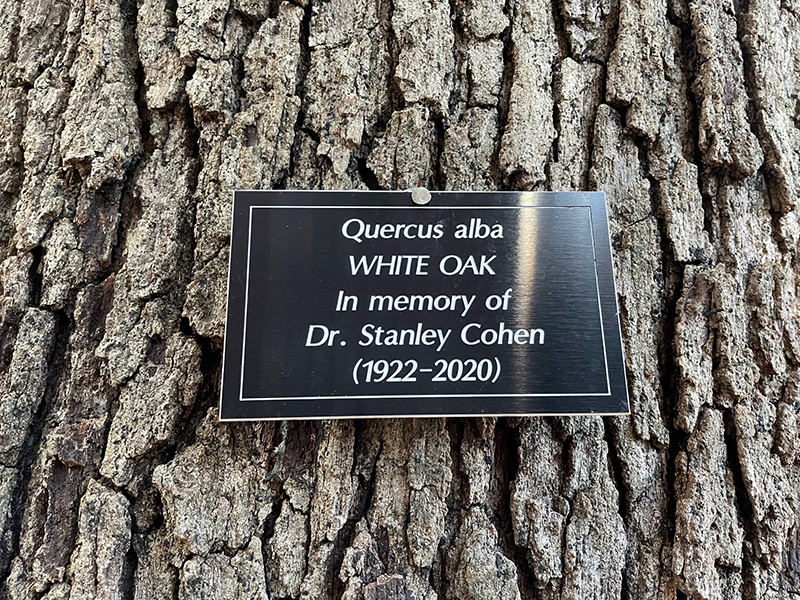 Quercus alba
WHITE OAK
In memory of
Dr. Stanley Cohen
(1922–2020)